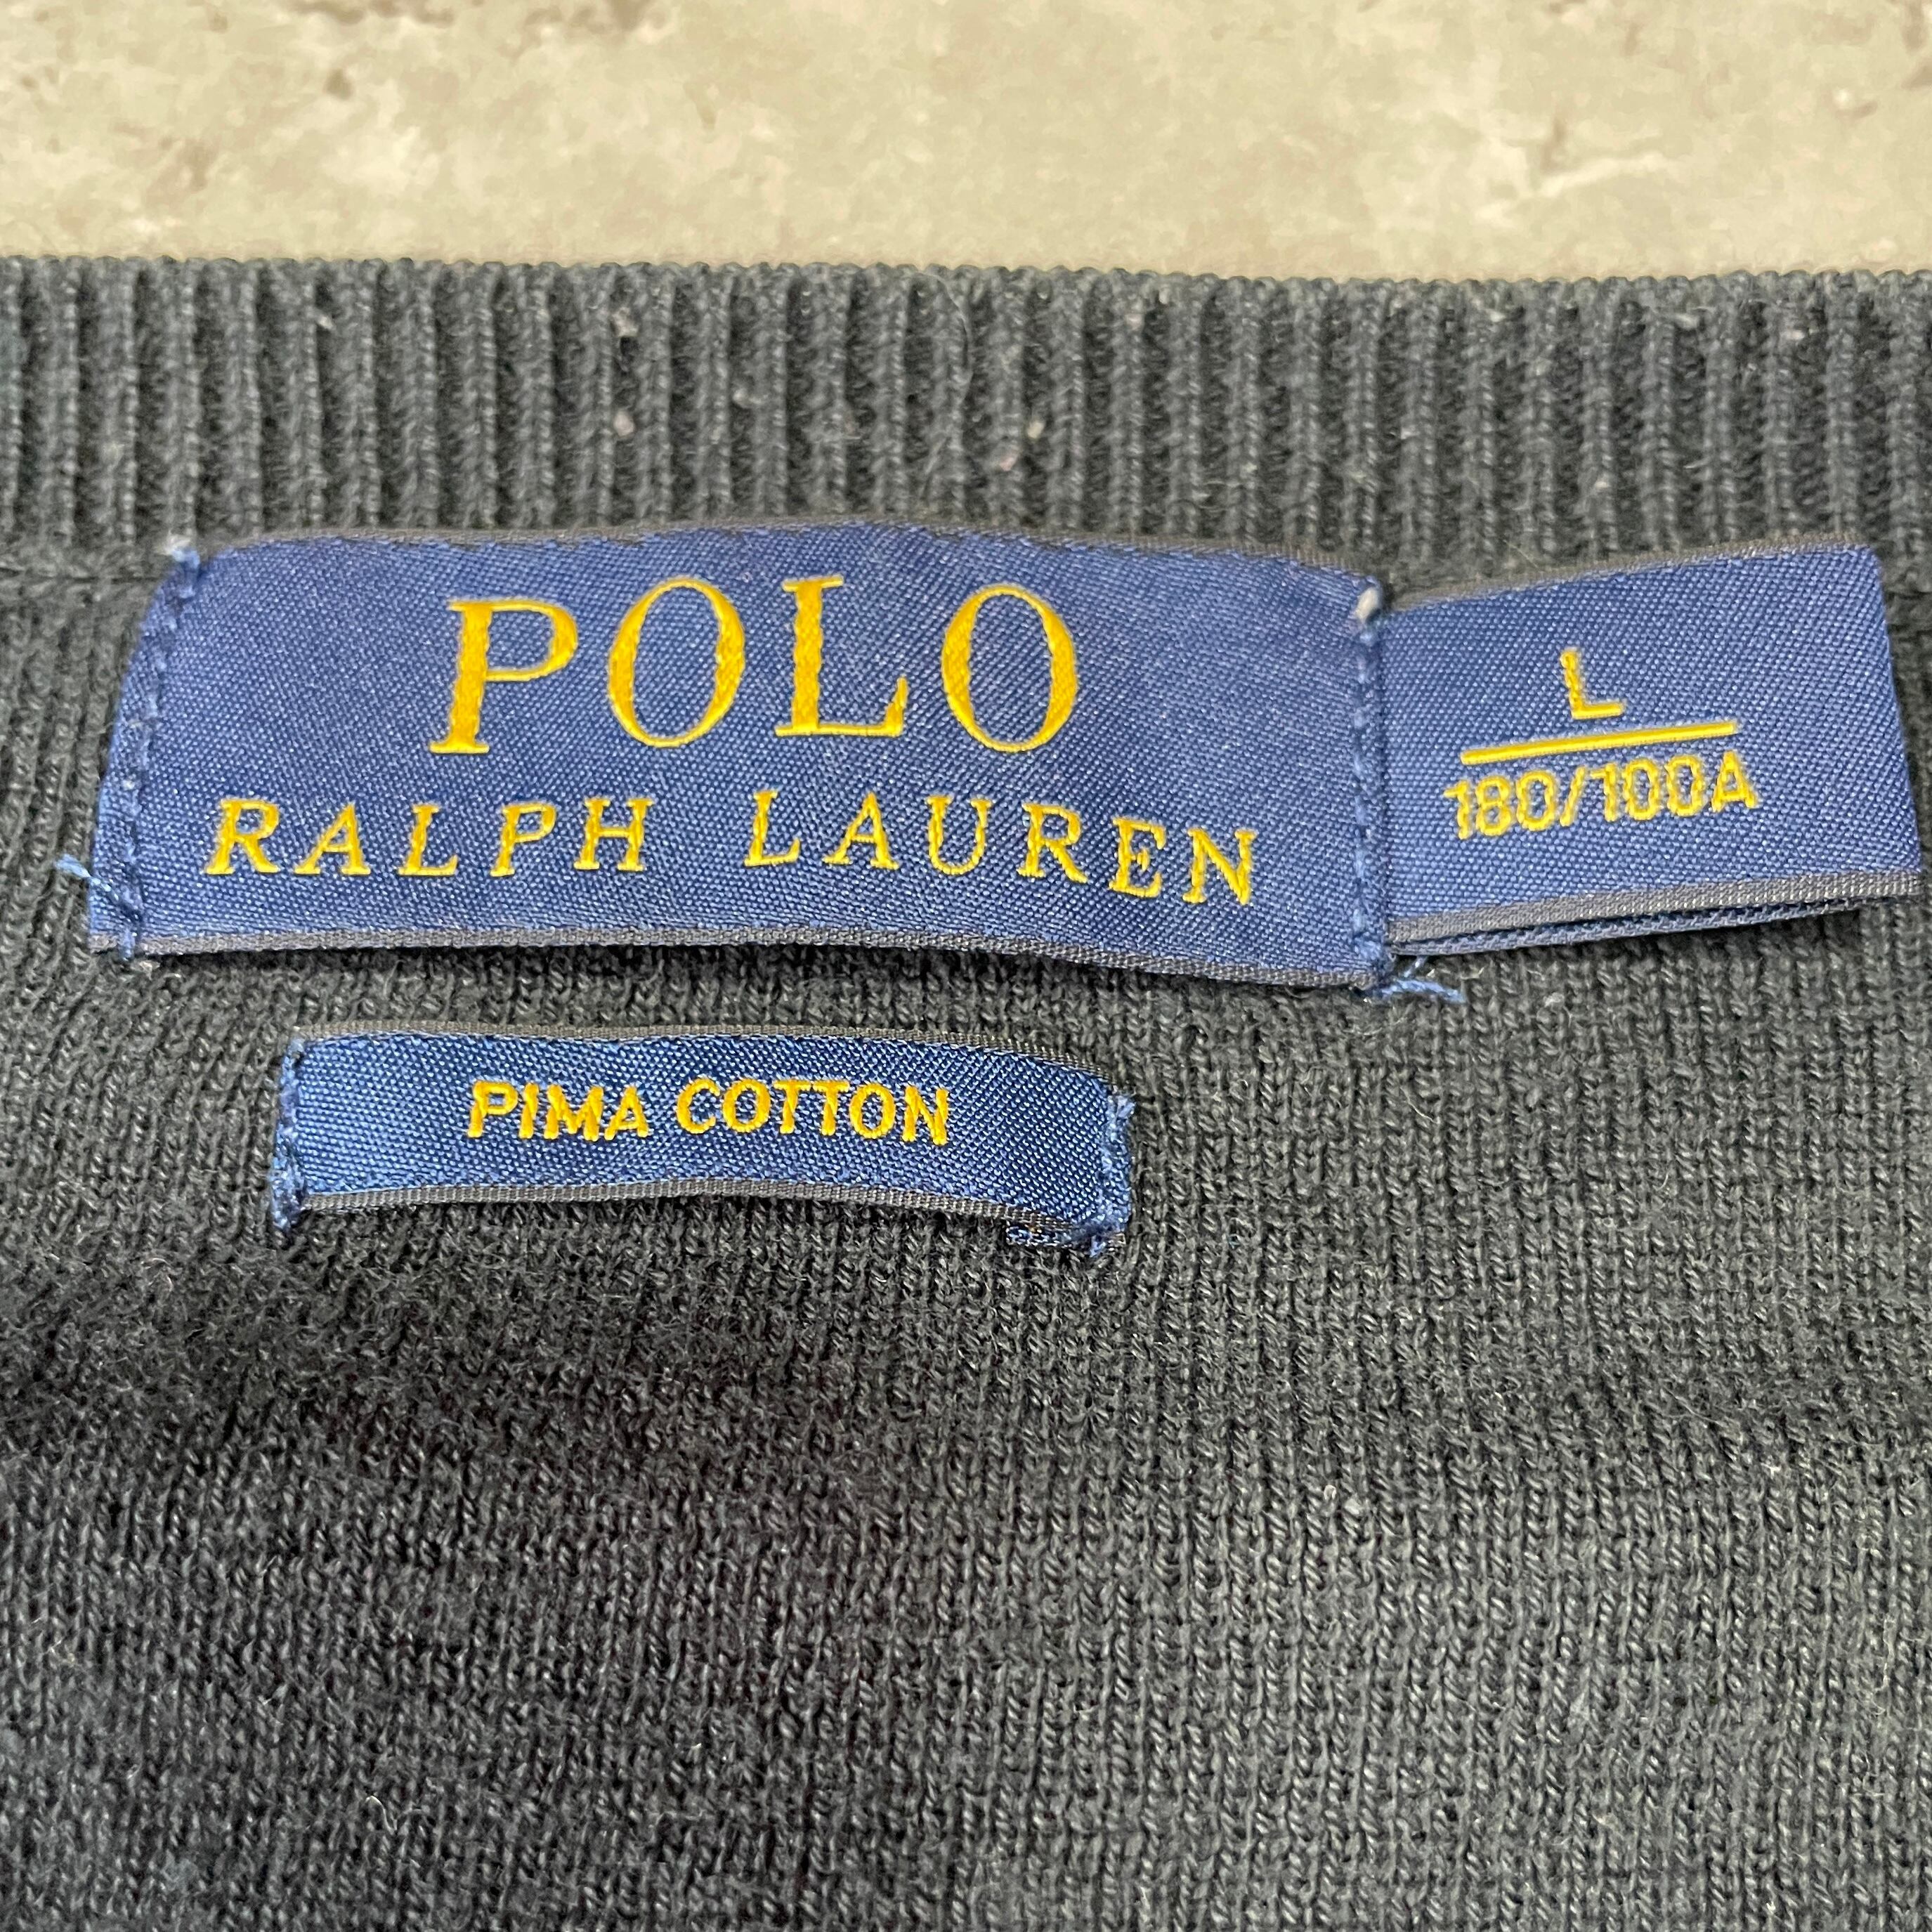 POLO
RALPH LAUREN
L
180/100A
PIMA COTTON